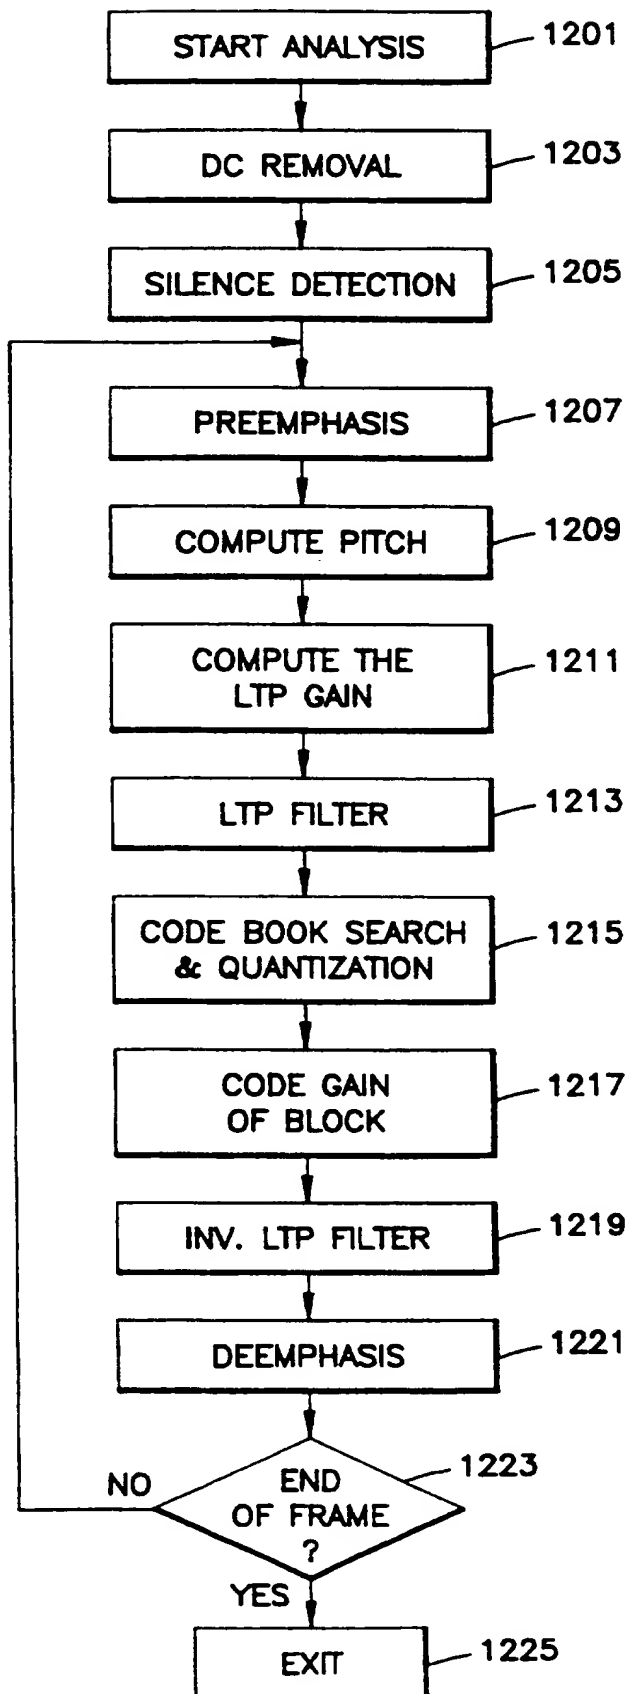 START ANALYSIS 1201
DC REMOVAL 1203
SILENCE DETECTION 1205
PREEMPHASIS 1207
COMPUTE PITCH 1209
COMPUTE THE
LTP GAIN 1211
LTP FILTER 1213
CODE BOOK SEARCH
& QUANTIZATION 1215
CODE GAIN
OF BLOCK 1217
INV. LTP FILTER 1219
DEEMPHASIS 1221
END
OF FRAME
? 1223
NO
YES
EXIT 1225